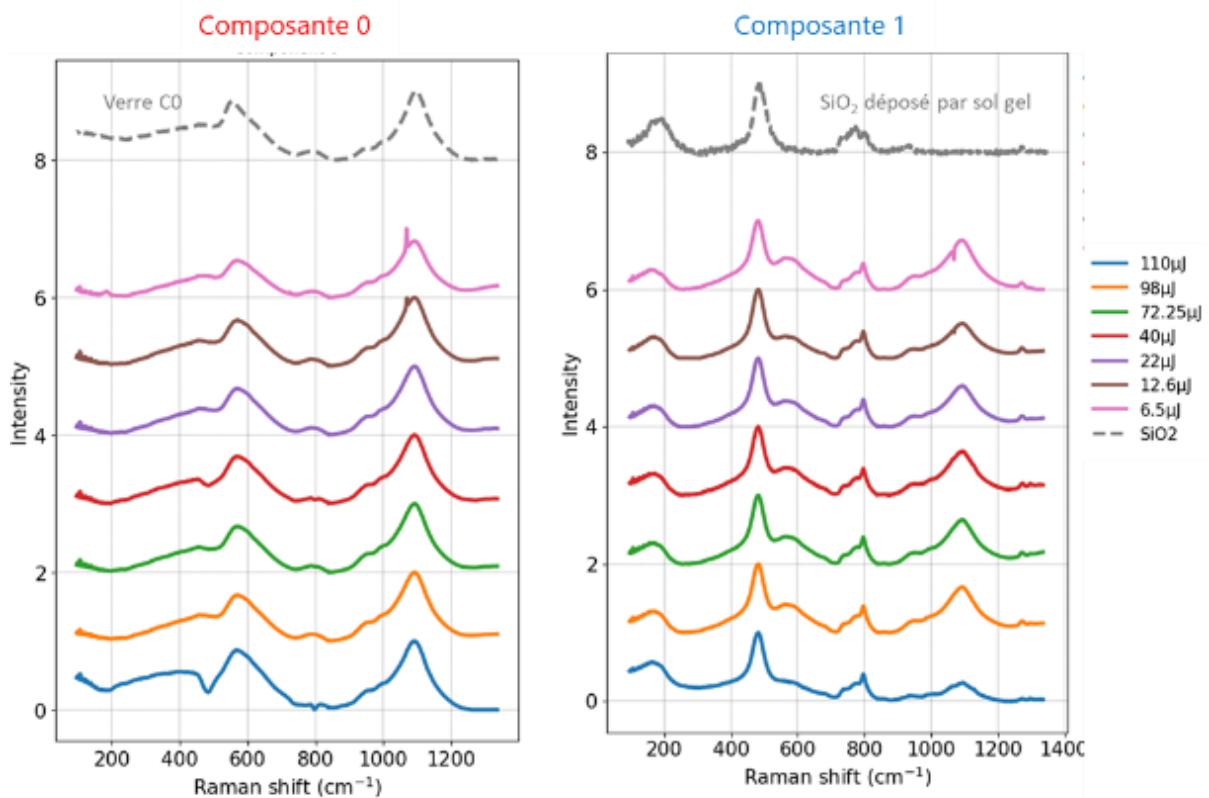 Composante 0
Composante 1
Verre C0
SiO₂ déposé par sol gel
8
6
4
2
0
Intensity
200 400 600 800 1000 1200
Raman shift (cm⁻¹)
8
6
4
2
0
Intensity
200 400 600 800 1000 1200 1400
Raman shift (cm⁻¹)
110μJ
98μJ
72.25μJ
40μJ
22μJ
12.6μJ
6.5μJ
SiO2